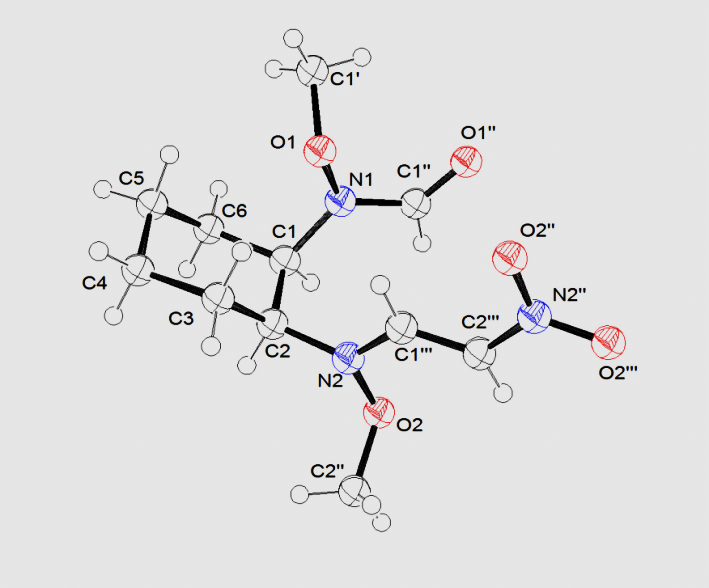 C1'
O1
O1"
C1"
N1
C5
C6
C1
O2"
N2"
C4
C3
C2
C2'''
C1'''
N2
O2'''
O2
C2"